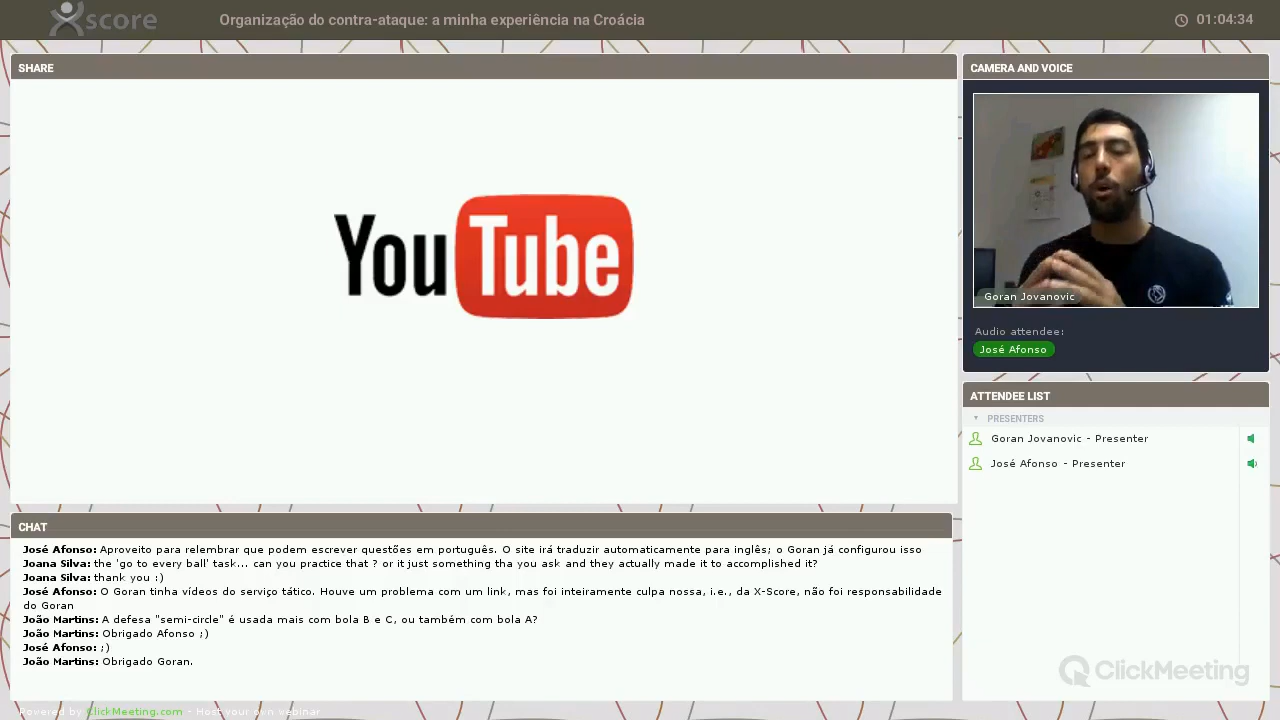 score
Organização do contra-ataque: a minha experiência na Croácia
01:04:34
SHARE
YouTube
CAMERA AND VOICE
Goran Jovanovic
Audio attendee:
José Afonso
ATTENDEE LIST
PRESENTERS
Goran Jovanovic - Presenter
José Afonso - Presenter
CHAT
José Afonso: Aproveito para relembrar que podem escrever questões em português. O site irá traduzir automaticamente para inglês; o Goran já configurou isso
Joana Silva: the 'go to every ball' task... can you practice that ? or it just something tha you ask and they actually made it to accomplished it?
Joana Silva: thank you :)
José Afonso: O Goran tinha vídeos do serviço tático. Houve um problema com um link, mas foi inteiramente culpa nossa, i.e., da X-Score, não foi responsabilidade
do Goran
João Martins: A defesa "semi-circle" é usada mais com bola B e C, ou também com bola A?
João Martins: Obrigado Afonso ;)
José Afonso: ;)
João Martins: Obrigado Goran.
ClickMeeting
Powered by ClickMeeting.com - Host your own webinar